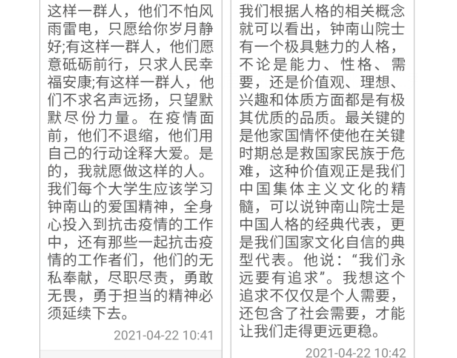 这样一群人，他们不怕风
雨雷电，只愿给你岁月静
好;有这样一群人，他们愿
意砥砺前行，只求人民幸
福安康;有这样一群人，他
们不求名声远扬，只望默
默尽份力量。在疫情面
前，他们不退缩，他们用
自己的行动诠释大爱。是
的，我就愿做这样的人。
我们每个大学生应该学习
钟南山的爱国精神，全身
心投入到抗击疫情的工作
中，还有那些一起抗击疫
情的工作者们，他们的无
私奉献，尽职尽责，勇敢
无畏，勇于担当的精神必
须延续下去。
2021-04-22 10:41
我们根据人格的相关概念
就可以看出，钟南山院士
有一个极具魅力的人格，
不论是能力、性格、需
要，还是价值观、理想、
兴趣和体质方面都是有极
其优质的品质。最关键的
是他家国情怀使他在关键
时期总是救国家民族于危
难，这种价值观正是我们
中国集体主义文化的精
髓，可以说钟南山院士是
中国人格的经典代表，更
是我们国家文化自信的典
型代表。他说：“我们永
远要有追求”。我想这个
追求不仅仅是个人需要，
还包含了社会需要，才能
让我们走得更远更稳。
2021-04-22 10:42